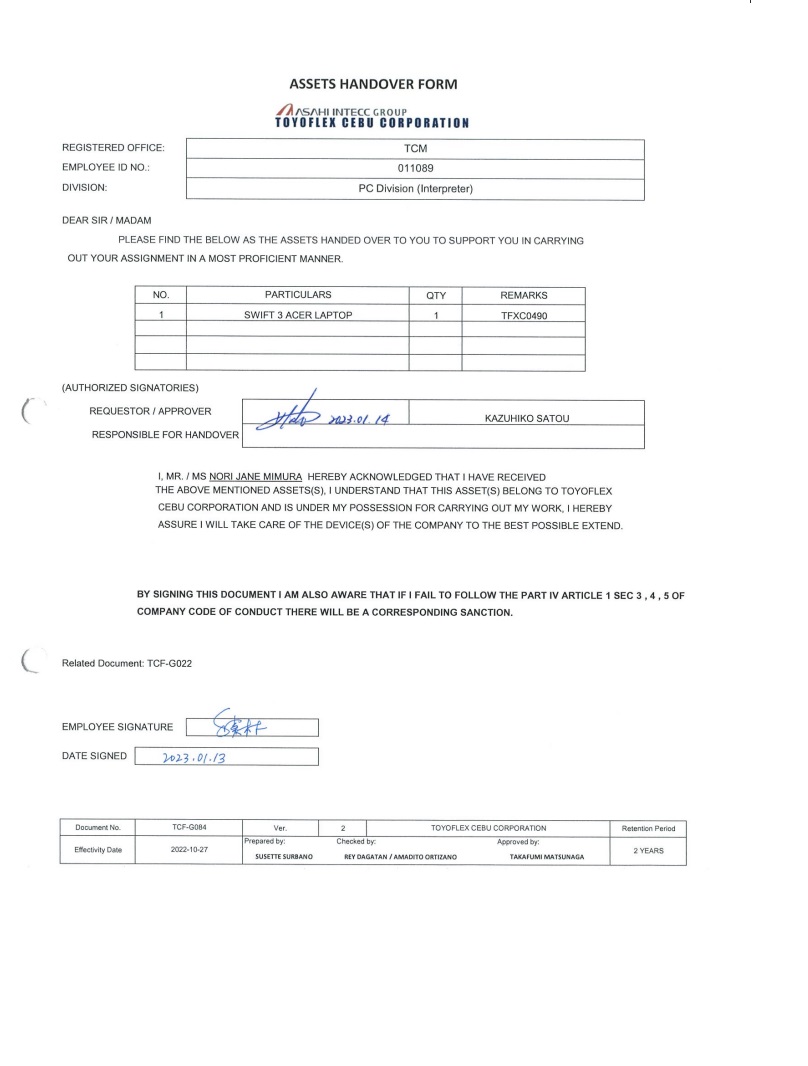 ASSETS HANDOVER FORM
ASAHI INTECC GROUP
TOYOFLEX CEBU CORPORATION
REGISTERED OFFICE: TCM
EMPLOYEE ID NO.: 011089
DIVISION: PC Division (Interpreter)
DEAR SIR / MADAM
PLEASE FIND THE BELOW AS THE ASSETS HANDED OVER TO YOU TO SUPPORT YOU IN CARRYING
OUT YOUR ASSIGNMENT IN A MOST PROFICIENT MANNER.
NO. PARTICULARS QTY REMARKS
1 SWIFT 3 ACER LAPTOP 1 TFXC0490
(AUTHORIZED SIGNATORIES)
REQUESTOR / APPROVER 2023.01.14 KAZUHIKO SATOU
RESPONSIBLE FOR HANDOVER
I, MR. / MS NORI JANE MIMURA HEREBY ACKNOWLEDGED THAT I HAVE RECEIVED
THE ABOVE MENTIONED ASSETS(S), I UNDERSTAND THAT THIS ASSET(S) BELONG TO TOYOFLEX
CEBU CORPORATION AND IS UNDER MY POSSESSION FOR CARRYING OUT MY WORK, I HEREBY
ASSURE I WILL TAKE CARE OF THE DEVICE(S) OF THE COMPANY TO THE BEST POSSIBLE EXTEND.
BY SIGNING THIS DOCUMENT I AM ALSO AWARE THAT IF I FAIL TO FOLLOW THE PART IV ARTICLE 1 SEC 3 , 4 , 5 OF
COMPANY CODE OF CONDUCT THERE WILL BE A CORRESPONDING SANCTION.
Related Document: TCF-G022
EMPLOYEE SIGNATURE
DATE SIGNED 2023.01.13
Document No. TCF-G084 Ver. 2 TOYOFLEX CEBU CORPORATION Retention Period
Effectivity Date 2022-10-27 Prepared by: Checked by: Approved by: 2 YEARS
SUSETTE SURBANO REY DAGATAN / AMADITO ORTIZANO TAKAFUMI MATSUNAGA